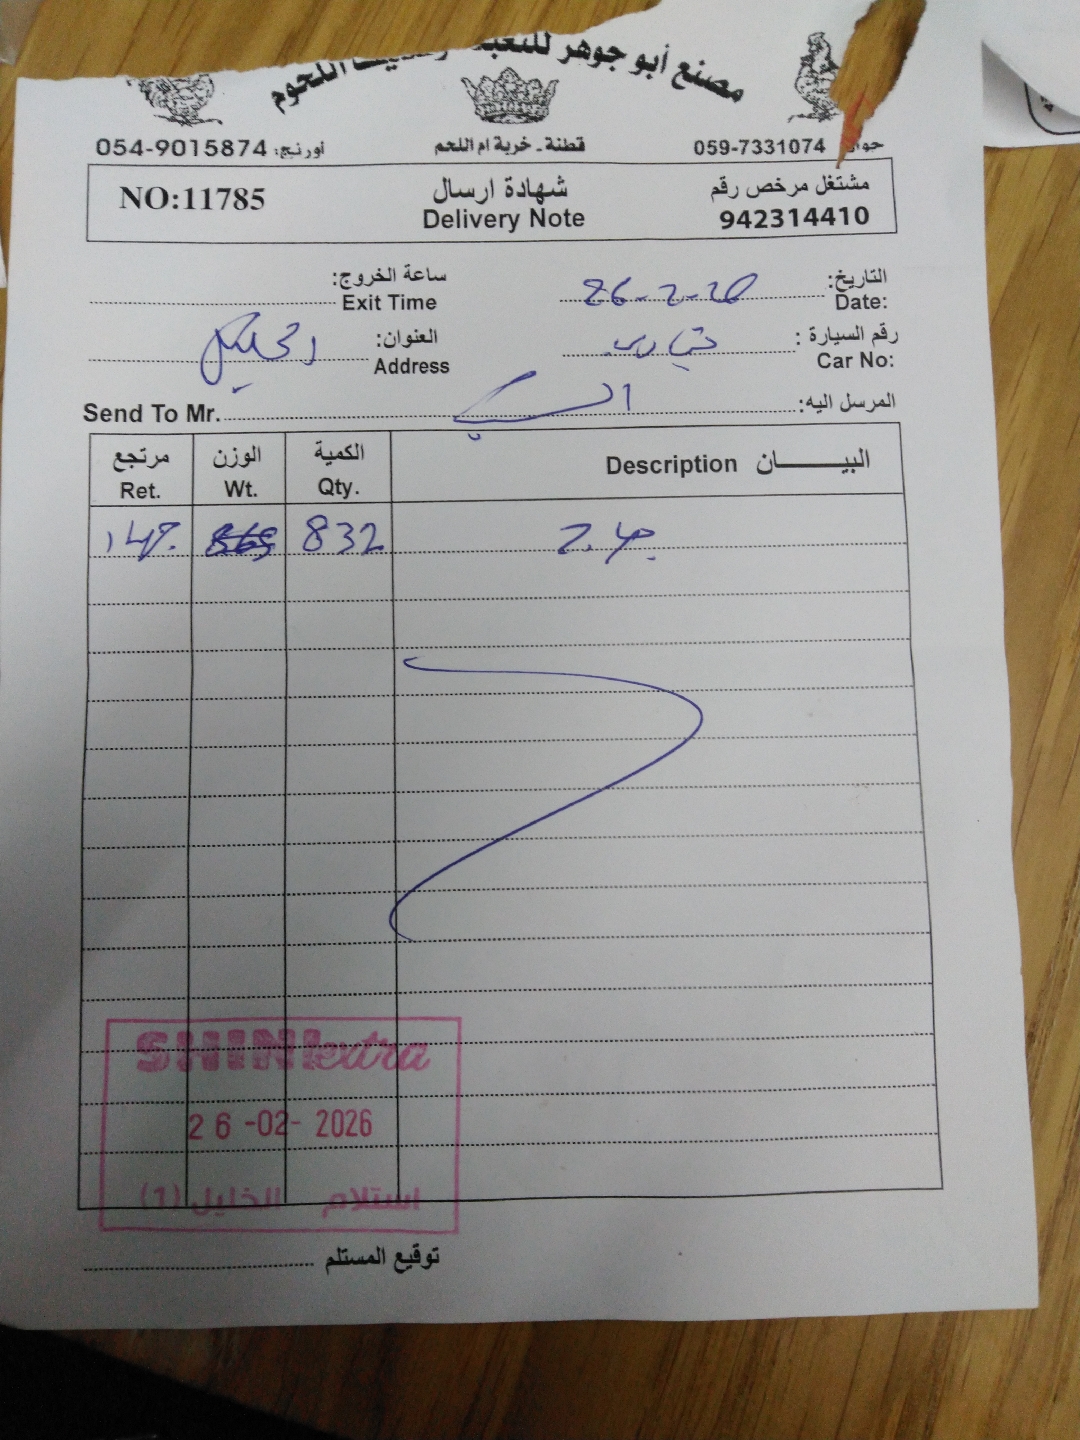 مصنع أبو جوهر للتعبئة اللحوم
أورنج: 054-9015874
قطنة - خربة ام اللحم
059-7331074
NO:11785
شهادة ارسال
Delivery Note
مشتغل مرخص رقم
942314410
ساعة الخروج:
Exit Time
التاريخ: 26-2-26
Date:
العنوان:
Address
رقم السيارة:
Car No:
المرسل اليه:
Send To Mr.
مرتجع الوزن الكمية البيـــــان Description
Ret. Wt. Qty.
832
SHINI extra
26-02-2026
استلام الخليل (1)
توقيع المستلم